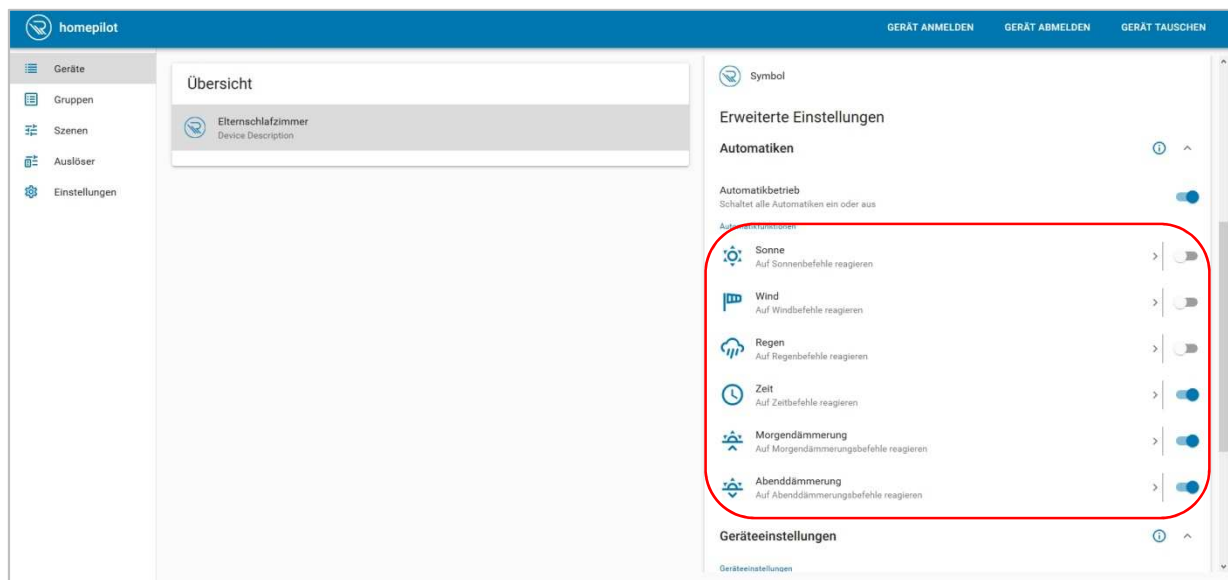 homepilot
GERÄT ANMELDEN
GERÄT ABMELDEN
GERÄT TAUSCHEN
Geräte
Gruppen
Szenen
Auslöser
Einstellungen
Übersicht
Elternschlafzimmer
Device Description
Symbol
Erweiterte Einstellungen
Automatiken
Automatikbetrieb
Schaltet alle Automatiken ein oder aus
Automatikfunktionen
Sonne
Auf Sonnenbefehle reagieren
Wind
Auf Windbefehle reagieren
Regen
Auf Regenbefehle reagieren
Zeit
Auf Zeitbefehle reagieren
Morgendämmerung
Auf Morgendämmerungsbefehle reagieren
Abenddämmerung
Auf Abenddämmerungsbefehle reagieren
Geräteeinstellungen
Geräteeinstellungen